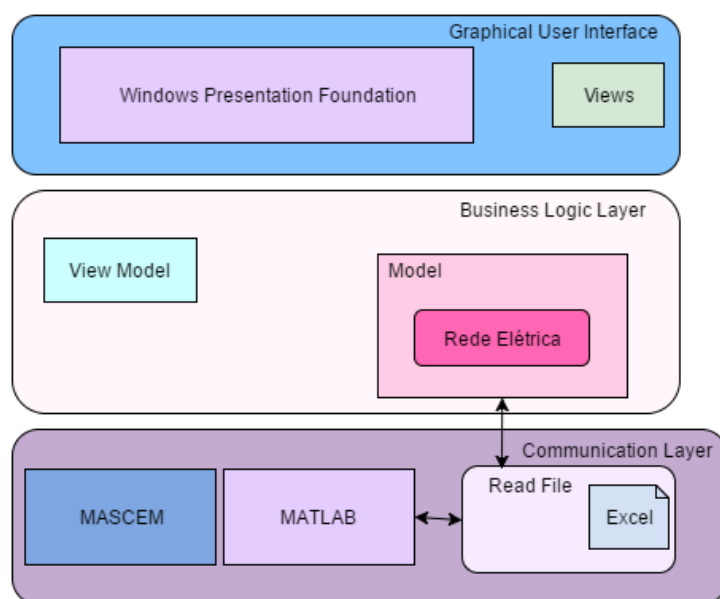 Graphical User Interface
Windows Presentation Foundation
Views
Business Logic Layer
View Model
Model
Rede Elétrica
Communication Layer
MASCEM
MATLAB
Read File
Excel